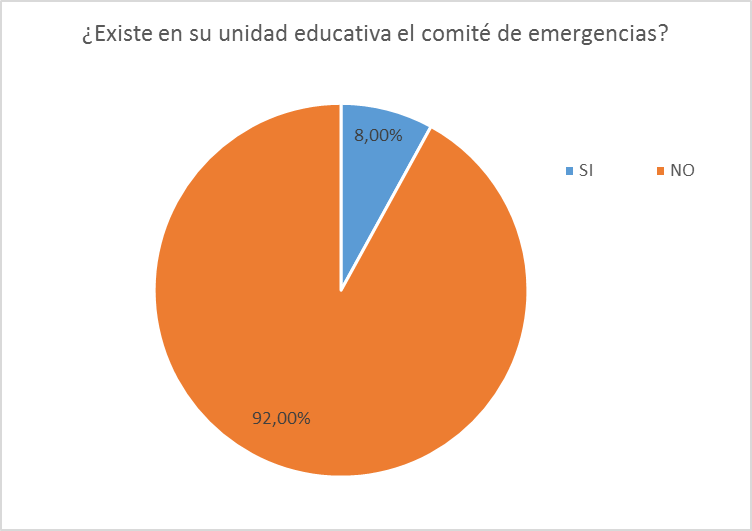 ¿Existe en su unidad educativa el comité de emergencias?
8,00%
SI NO
92,00%